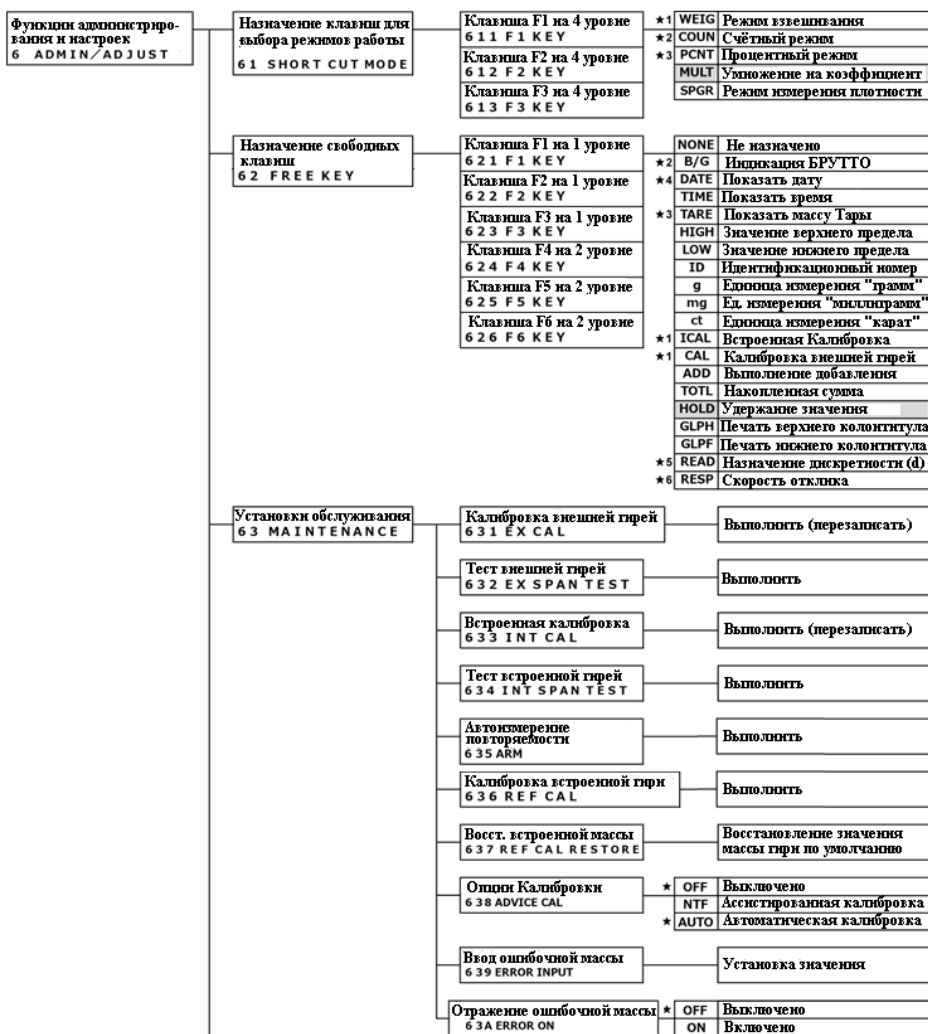 Функции администриро-
вания и настроек
6 ADMIN/ADJUST
Назначение клавиш для
выбора режимов работы
61 SHORT CUT MODE
Клавиша F1 на 4 уровне
611 F1 KEY
Клавиша F2 на 4 уровне
612 F2 KEY
Клавиша F3 на 4 уровне
613 F3 KEY
★1 WEIG Режим взвешивания
★2 COUN Счётный режим
★3 PCNT Процентный режим
MULT Умножение на коэффициент
SPGR Режим измерения плотности
Назначение свободных
клавиш
62 FREE KEY
Клавиша F1 на 1 уровне
621 F1 KEY
Клавиша F2 на 1 уровне
622 F2 KEY
Клавиша F3 на 1 уровне
623 F3 KEY
Клавиша F4 на 2 уровне
624 F4 KEY
Клавиша F5 на 2 уровне
625 F5 KEY
Клавиша F6 на 2 уровне
626 F6 KEY
NONE Не назначено
★2 B/G Индикация БРУТТО
★4 DATE Показать дату
TIME Показать время
★3 TARE Показать массу Тары
HIGH Значение верхнего предела
LOW Значение нижнего предела
ID Идентификационный номер
g Единица измерения "грамм"
mg Ед. измерения "миллиграмм"
ct Единица измерения "карат"
★1 ICAL Встроенная Калибровка
★1 CAL Калибровка внешней гирей
ADD Выполнение добавления
TOTL Накопленная сумма
HOLD Удержание значения
GLPH Печать верхнего колонтитула
GLPF Печать нижнего колонтитула
★5 READ Назначение дискретности (d)
★6 RESP Скорость отклика
Установки обслуживания
63 MAINTENANCE
Калибровка внешней гирей
631 EX CAL
Выполнить (перезаписать)
Тест внешней гирей
632 EX SPAN TEST
Выполнить
Встроенная калибровка
633 INT CAL
Выполнить (перезаписать)
Тест встроенной гирей
634 INT SPAN TEST
Выполнить
Автоизмерение
повторяемости
635 ARM
Выполнить
Калибровка встроенной гири
636 REF CAL
Выполнить
Восст. встроенной массы
637 REF CAL RESTORE
Восстановление значения
массы гири по умолчанию
Опции Калибровки
638 ADVICE CAL
★ OFF Выключено
NTF Ассистированная калибровка
★ AUTO Автоматическая калибровка
Ввод ошибочной массы
639 ERROR INPUT
Установка значения
Отражение ошибочной массы
63A ERROR ON
★ OFF Выключено
ON Включено